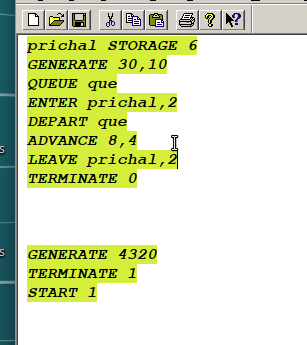 prichal STORAGE 6
GENERATE 30,10
QUEUE que
ENTER prichal,2
DEPART que
ADVANCE 8,4
LEAVE prichal,2
TERMINATE 0
GENERATE 4320
TERMINATE 1
START 1